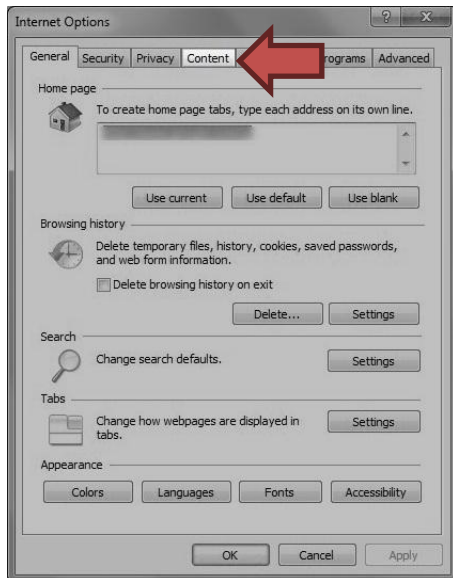 Internet Options
General Security Privacy Content rograms Advanced
Home page
To create home page tabs, type each address on its own line.
Use current Use default Use blank
Browsing history
Delete temporary files, history, cookies, saved passwords,
and web form information.
Delete browsing history on exit
Delete... Settings
Search
Change search defaults.
Settings
Tabs
Change how webpages are displayed in
tabs.
Settings
Appearance
Colors Languages Fonts Accessibility
OK Cancel Apply